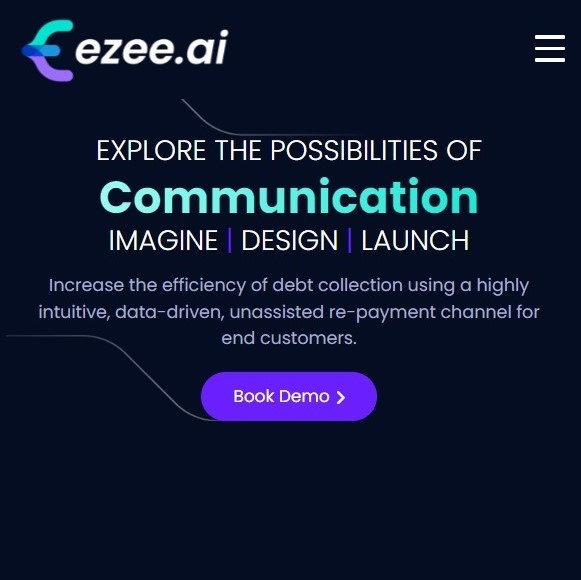 ezee.ai
EXPLORE THE POSSIBILITIES OF
Communication
IMAGINE | DESIGN | LAUNCH
Increase the efficiency of debt collection using a highly
intuitive, data-driven, unassisted re-payment channel for
end customers.
Book Demo